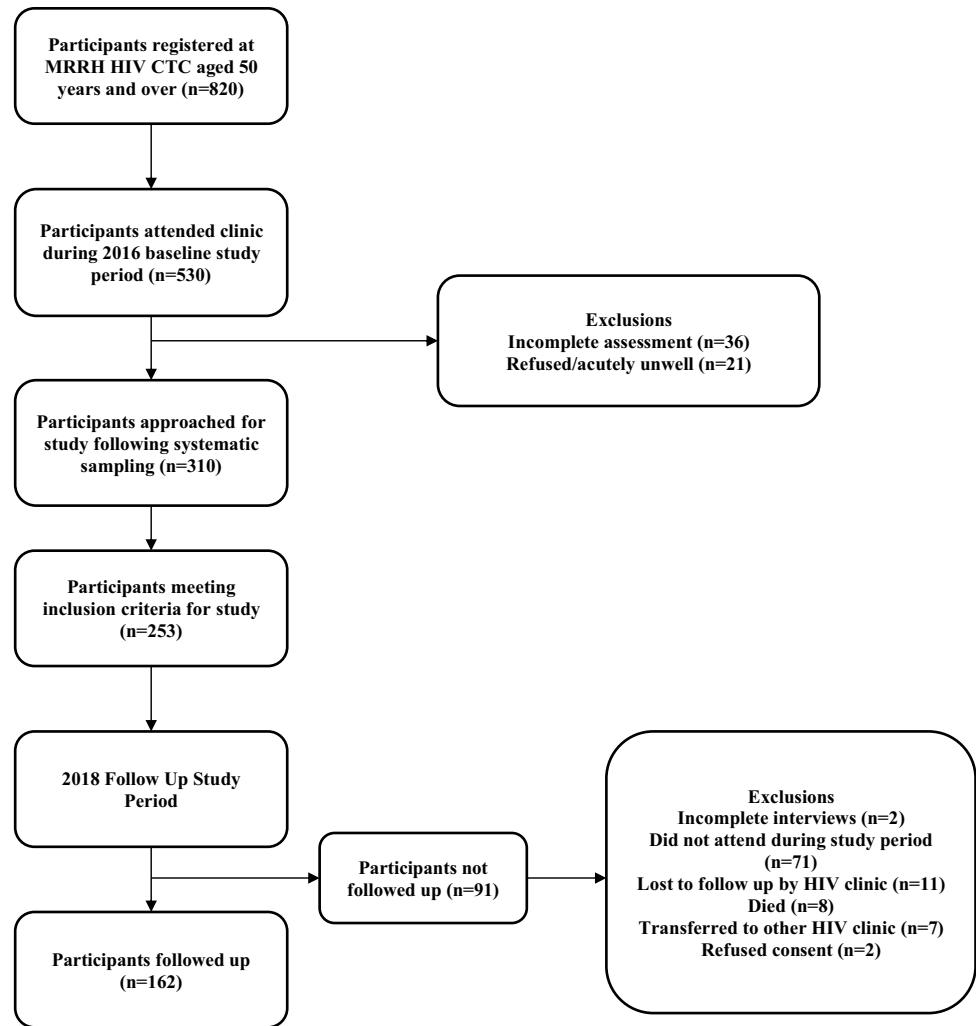 Participants registered at
MRRH HIV CTC aged 50
years and over (n=820)
Participants attended clinic
during 2016 baseline study
period (n=530)
Exclusions
Incomplete assessment (n=36)
Refused/acutely unwell (n=21)
Participants approached for
study following systematic
sampling (n=310)
Participants meeting
inclusion criteria for study
(n=253)
2018 Follow Up Study
Period
Participants not
followed up (n=91)
Exclusions
Incomplete interviews (n=2)
Did not attend during study period
(n=71)
Lost to follow up by HIV clinic (n=11)
Died (n=8)
Transferred to other HIV clinic (n=7)
Refused consent (n=2)
Participants followed up
(n=162)